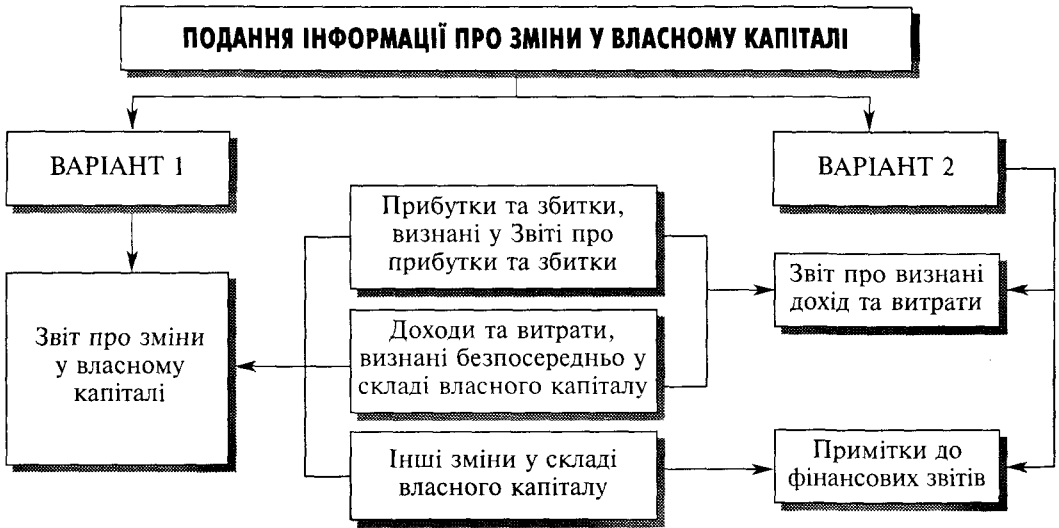 ПОДАННЯ ІНФОРМАЦІЇ ПРО ЗМІНИ У ВЛАСНОМУ КАПІТАЛІ
ВАРІАНТ 1
ВАРІАНТ 2
Прибутки та збитки,
визнані у Звіті про
прибутки та збитки
Звіт про визнані
дохід та витрати
Звіт про зміни
у власному
капіталі
Доходи та витрати,
визнані безпосередньо у
складі власного капіталу
Інші зміни у складі
власного капіталу
Примітки до
фінансових звітів